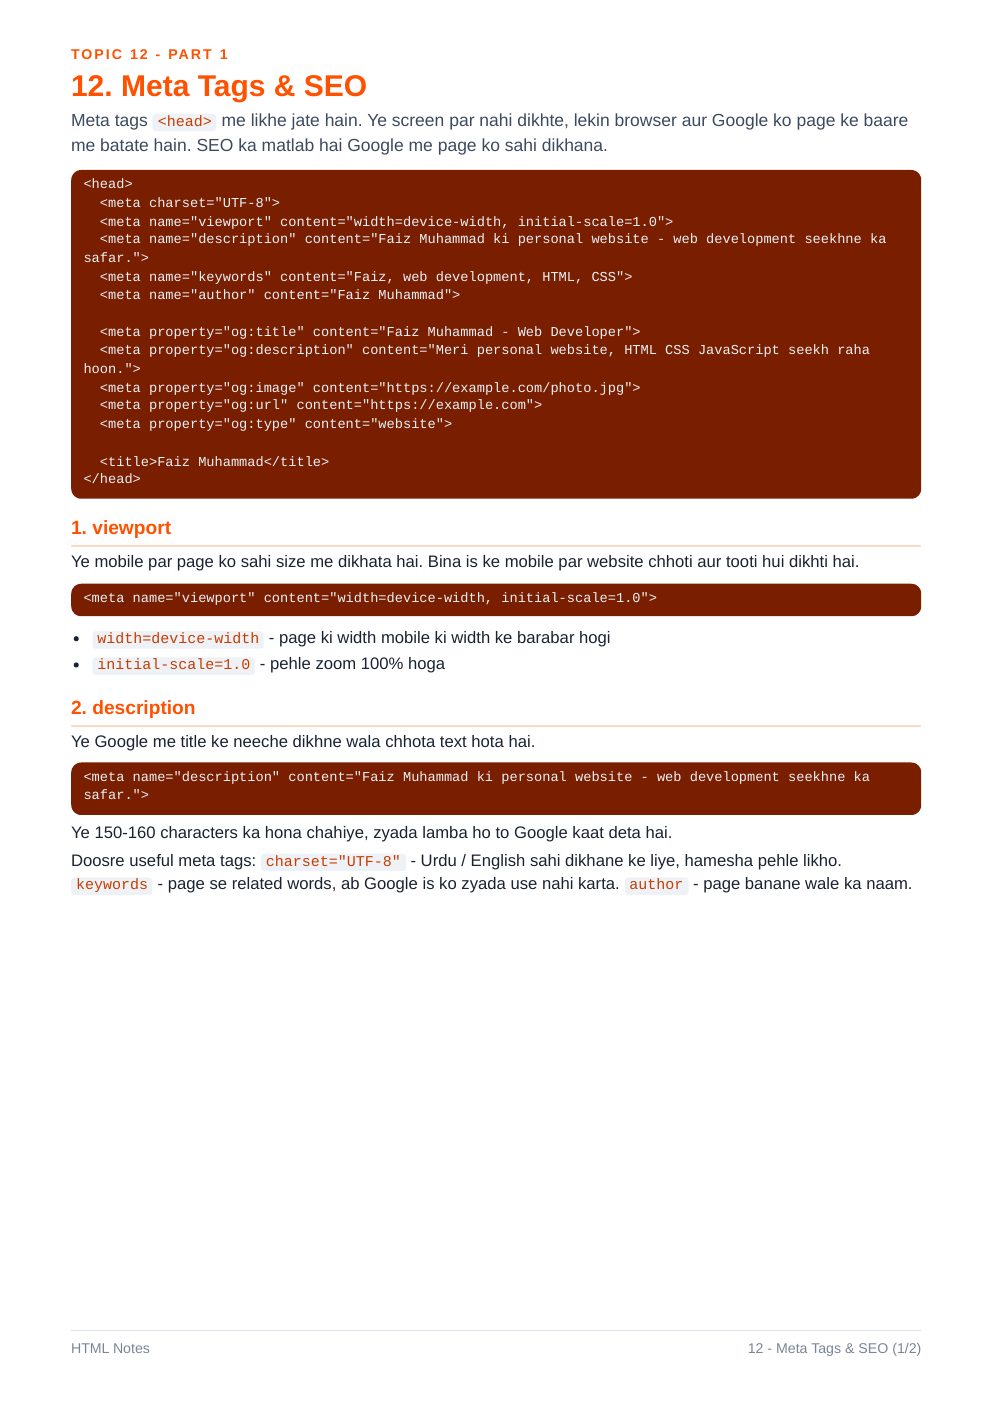 TOPIC 12 - PART 1
12. Meta Tags & SEO
Meta tags <head> me likhe jate hain. Ye screen par nahi dikhte, lekin browser aur Google ko page ke baare
me batate hain. SEO ka matlab hai Google me page ko sahi dikhana.
<head>
  <meta charset="UTF-8">
  <meta name="viewport" content="width=device-width, initial-scale=1.0">
  <meta name="description" content="Faiz Muhammad ki personal website - web development seekhne ka
safar.">
  <meta name="keywords" content="Faiz, web development, HTML, CSS">
  <meta name="author" content="Faiz Muhammad">

  <meta property="og:title" content="Faiz Muhammad - Web Developer">
  <meta property="og:description" content="Meri personal website, HTML CSS JavaScript seekh raha
hoon.">
  <meta property="og:image" content="https://example.com/photo.jpg">
  <meta property="og:url" content="https://example.com">
  <meta property="og:type" content="website">

  <title>Faiz Muhammad</title>
</head>
1. viewport
Ye mobile par page ko sahi size me dikhata hai. Bina is ke mobile par website chhoti aur tooti hui dikhti hai.
<meta name="viewport" content="width=device-width, initial-scale=1.0">
• width=device-width - page ki width mobile ki width ke barabar hogi
• initial-scale=1.0 - pehle zoom 100% hoga
2. description
Ye Google me title ke neeche dikhne wala chhota text hota hai.
<meta name="description" content="Faiz Muhammad ki personal website - web development seekhne ka
safar.">
Ye 150-160 characters ka hona chahiye, zyada lamba ho to Google kaat deta hai.
Doosre useful meta tags: charset="UTF-8" - Urdu / English sahi dikhane ke liye, hamesha pehle likho.
keywords - page se related words, ab Google is ko zyada use nahi karta. author - page banane wale ka naam.
HTML Notes
12 - Meta Tags & SEO (1/2)